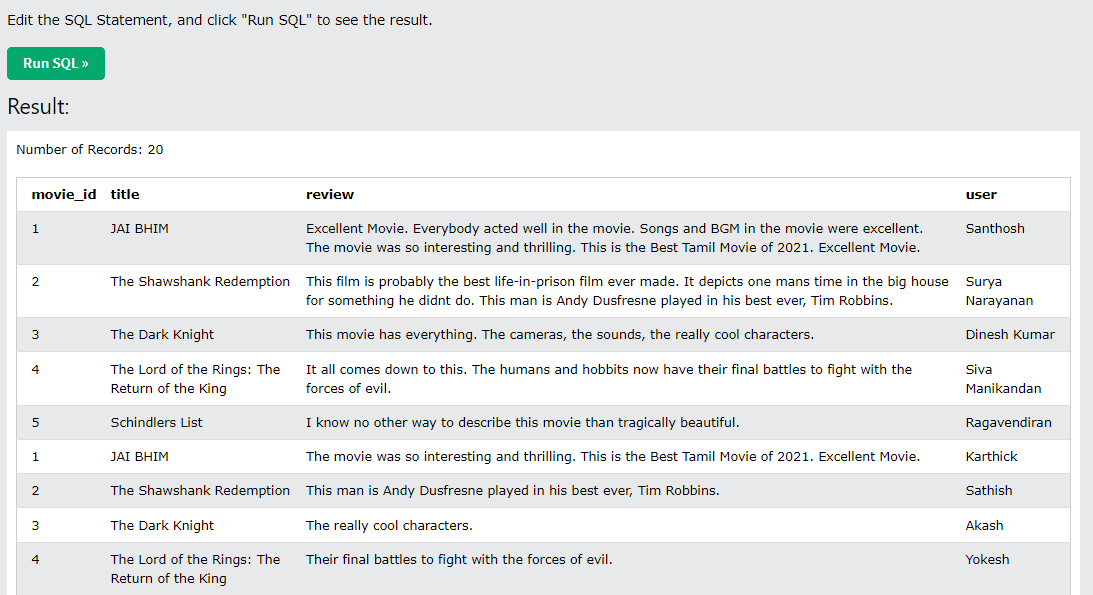 Edit the SQL Statement, and click "Run SQL" to see the result.
Run SQL »
Result:
Number of Records: 20
movie_id title review user
1 JAI BHIM Excellent Movie. Everybody acted well in the movie. Songs and BGM in the movie were excellent. Santhosh
The movie was so interesting and thrilling. This is the Best Tamil Movie of 2021. Excellent Movie.
2 The Shawshank Redemption This film is probably the best life-in-prison film ever made. It depicts one mans time in the big house Surya
for something he didnt do. This man is Andy Dusfresne played in his best ever, Tim Robbins. Narayanan
3 The Dark Knight This movie has everything. The cameras, the sounds, the really cool characters. Dinesh Kumar
4 The Lord of the Rings: The It all comes down to this. The humans and hobbits now have their final battles to fight with the Siva
Return of the King forces of evil. Manikandan
5 Schindlers List I know no other way to describe this movie than tragically beautiful. Ragavendiran
1 JAI BHIM The movie was so interesting and thrilling. This is the Best Tamil Movie of 2021. Excellent Movie. Karthick
2 The Shawshank Redemption This man is Andy Dusfresne played in his best ever, Tim Robbins. Sathish
3 The Dark Knight The really cool characters. Akash
4 The Lord of the Rings: The Their final battles to fight with the forces of evil. Yokesh
Return of the King